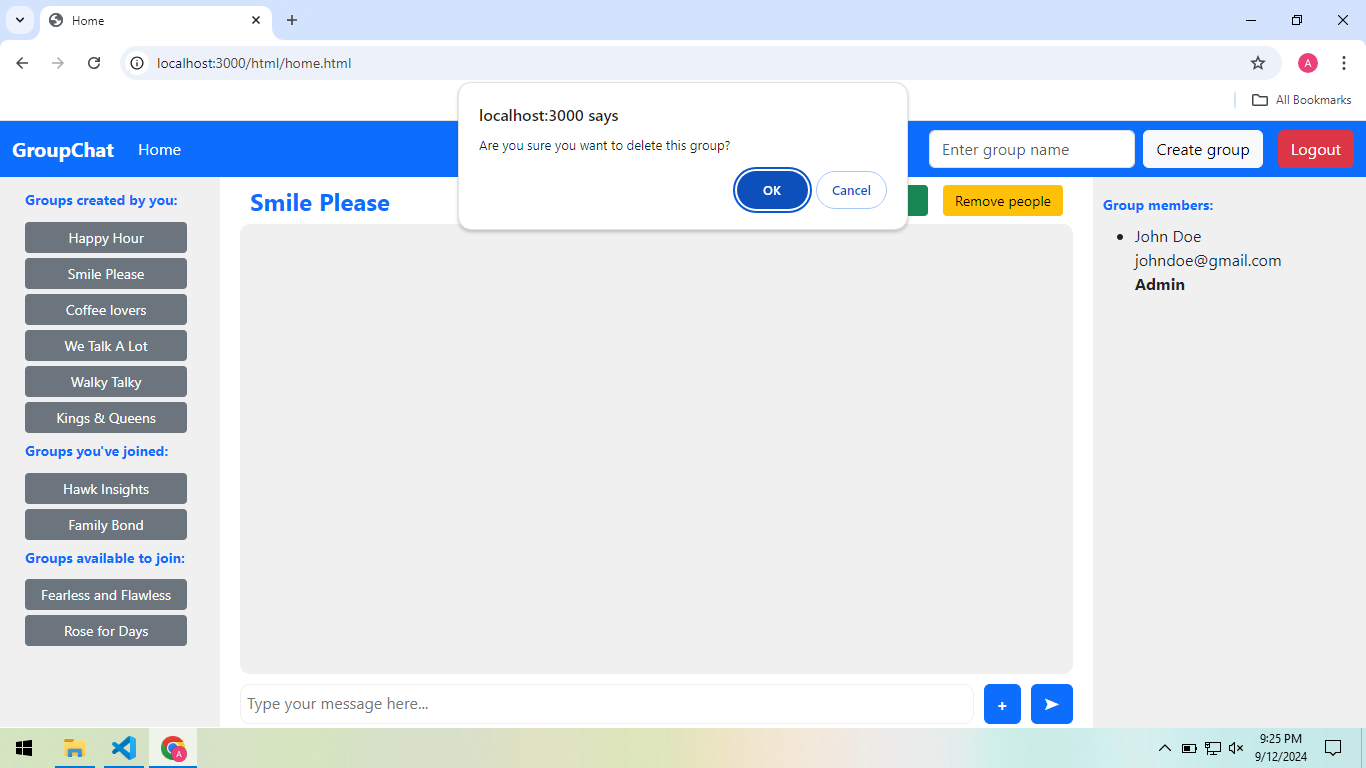 Home
localhost:3000/html/home.html
A
All Bookmarks
localhost:3000 says
Are you sure you want to delete this group?
OK
Cancel
GroupChat
Home
Enter group name
Create group
Logout
Groups created by you:
Happy Hour
Smile Please
Coffee lovers
We Talk A Lot
Walky Talky
Kings & Queens
Groups you've joined:
Hawk Insights
Family Bond
Groups available to join:
Fearless and Flawless
Rose for Days
Smile Please
Remove people
Type your message here...
+
Group members:
John Doe
johndoe@gmail.com
Admin
A
9:25 PM
9/12/2024